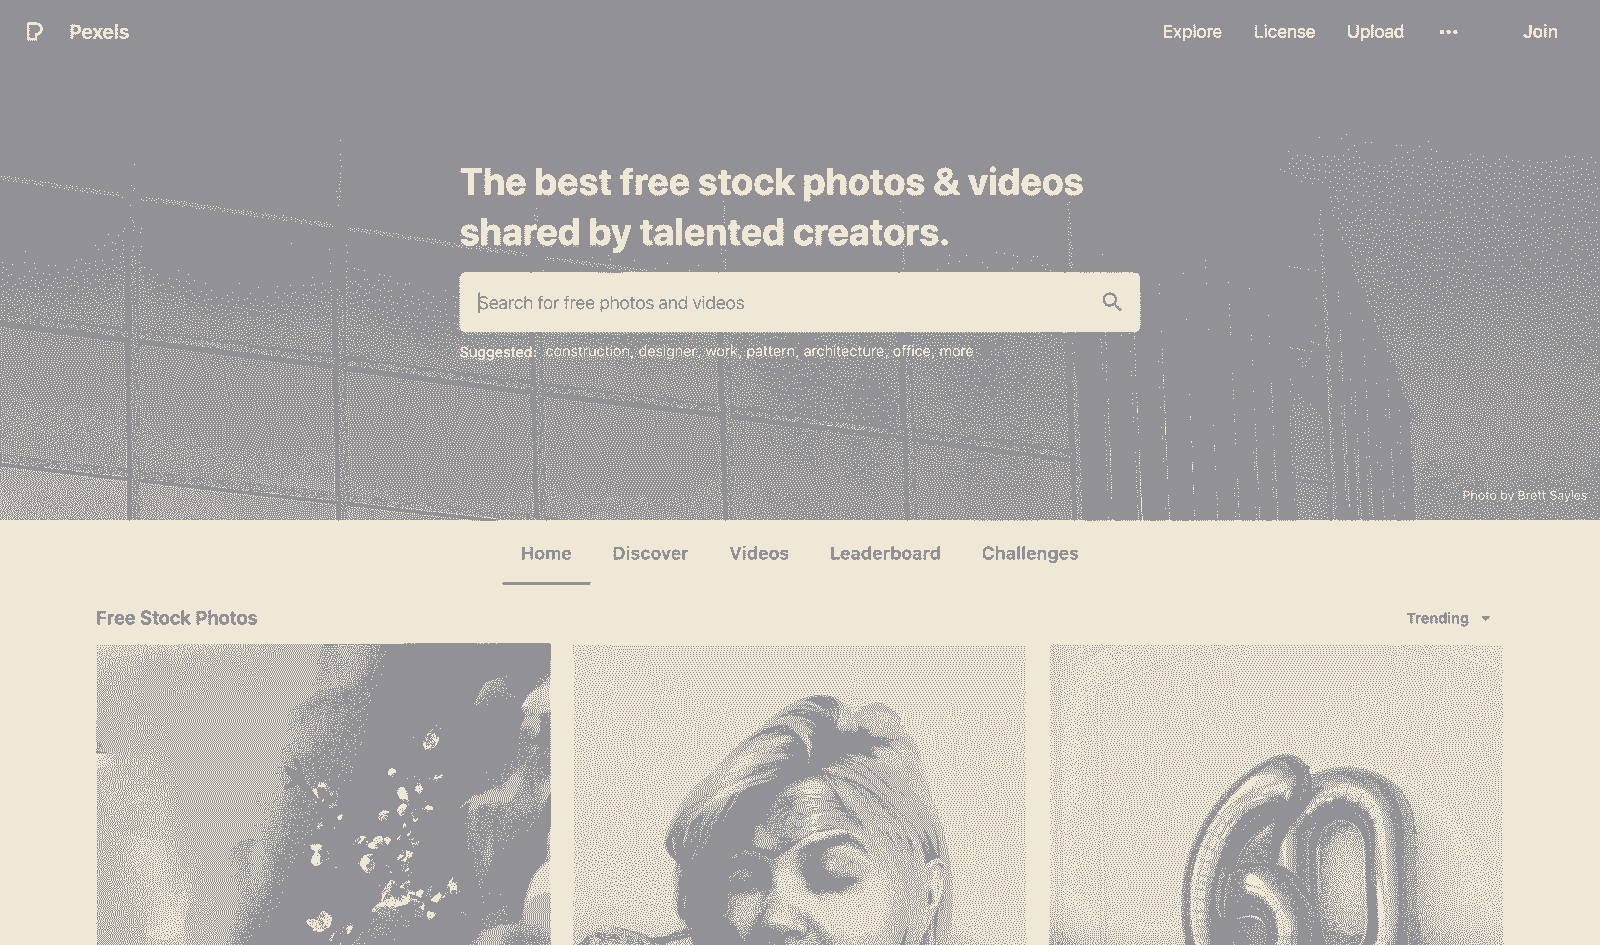 Pexels
Explore License Upload ••• Join
The best free stock photos & videos
shared by talented creators.
Search for free photos and videos
Suggested: construction, designer, work, pattern, architecture, office, more
Photo by Brett Sayles
Home Discover Videos Leaderboard Challenges
Free Stock Photos
Trending
60